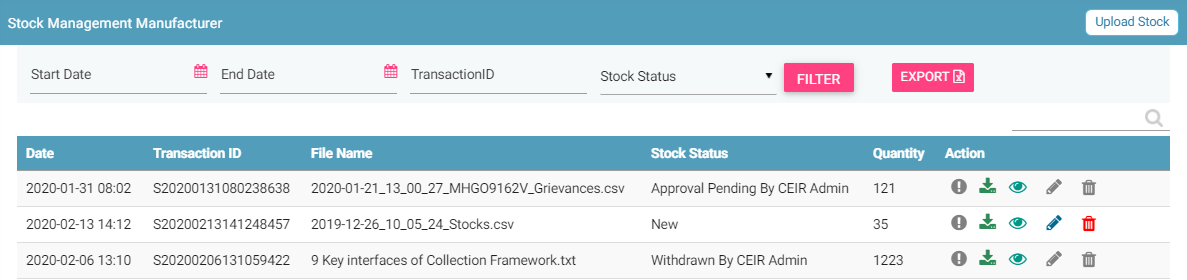 Stock Management Manufacturer Upload Stock
Start Date End Date TransactionID Stock Status FILTER EXPORT
Date Transaction ID File Name Stock Status Quantity Action
2020-01-31 08:02 S20200131080238638 2020-01-21_13_00_27_MHGO9162V_Grievances.csv Approval Pending By CEIR Admin 121
2020-02-13 14:12 S20200213141248457 2019-12-26_10_05_24_Stocks.csv New 35
2020-02-06 13:10 S20200206131059422 9 Key interfaces of Collection Framework.txt Withdrawn By CEIR Admin 1223